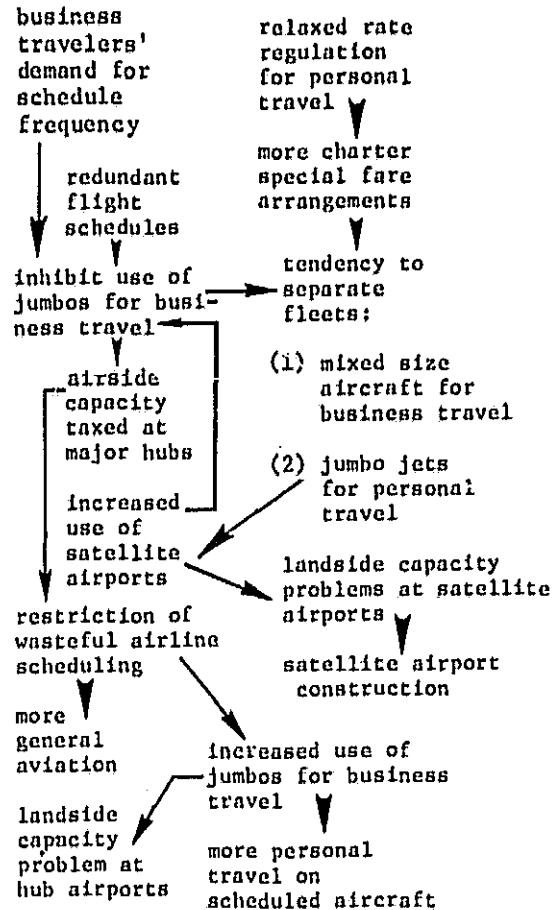 business
travelers'
demand for
schedule
frequency
relaxed rate
regulation
for personal
travel
more charter
special fare
arrangements
redundant
flight
schedules
inhibit use of
jumbos for busi-
ness travel
tendency to
separate
fleets:
(1) mixed size
aircraft for
business travel
(2) jumbo jets
for personal
travel
airside
capacity
taxed at
major hubs
increased
use of
satellite
airports
landside capacity
problems at satellite
airports
satellite airport
construction
restriction of
wasteful airline
scheduling
more
general
aviation
increased use of
jumbos for business
travel
landside
capacity
problem at
hub airports
more personal
travel on
scheduled aircraft